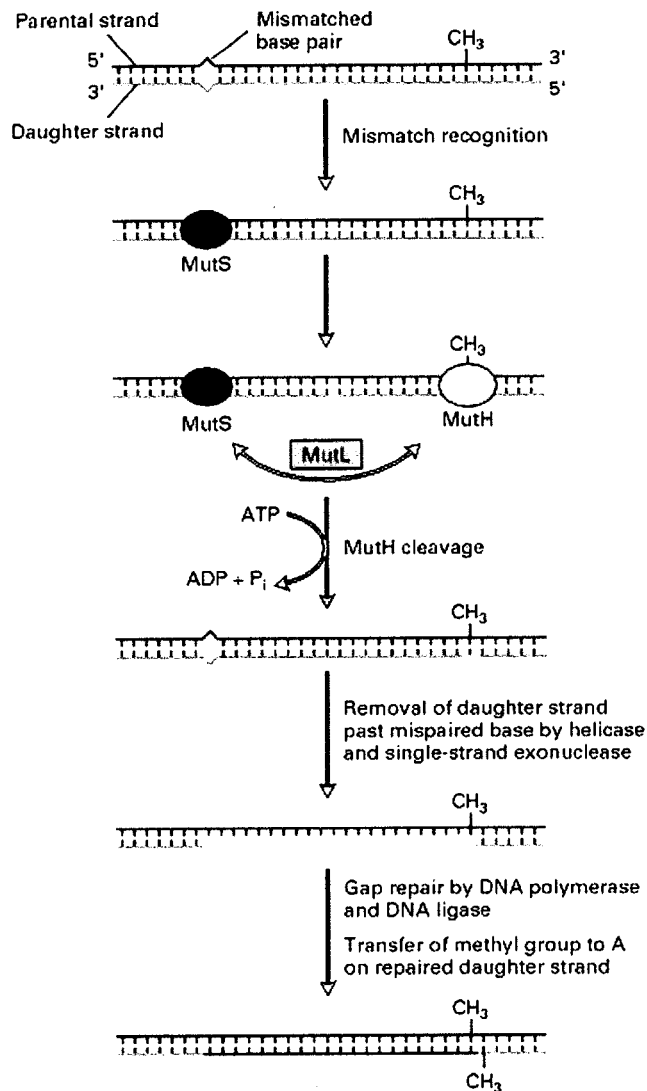 Parental strand
Mismatched
base pair
CH3
5'
3'
3'
5'
Daughter strand
Mismatch recognition
CH3
MutS
CH3
MutS
MutH
MutL
ATP
MutH cleavage
ADP + Pi
CH3
Removal of daughter strand
past mispaired base by helicase
and single-strand exonuclease
CH3
Gap repair by DNA polymerase
and DNA ligase
Transfer of methyl group to A
on repaired daughter strand
CH3
CH3